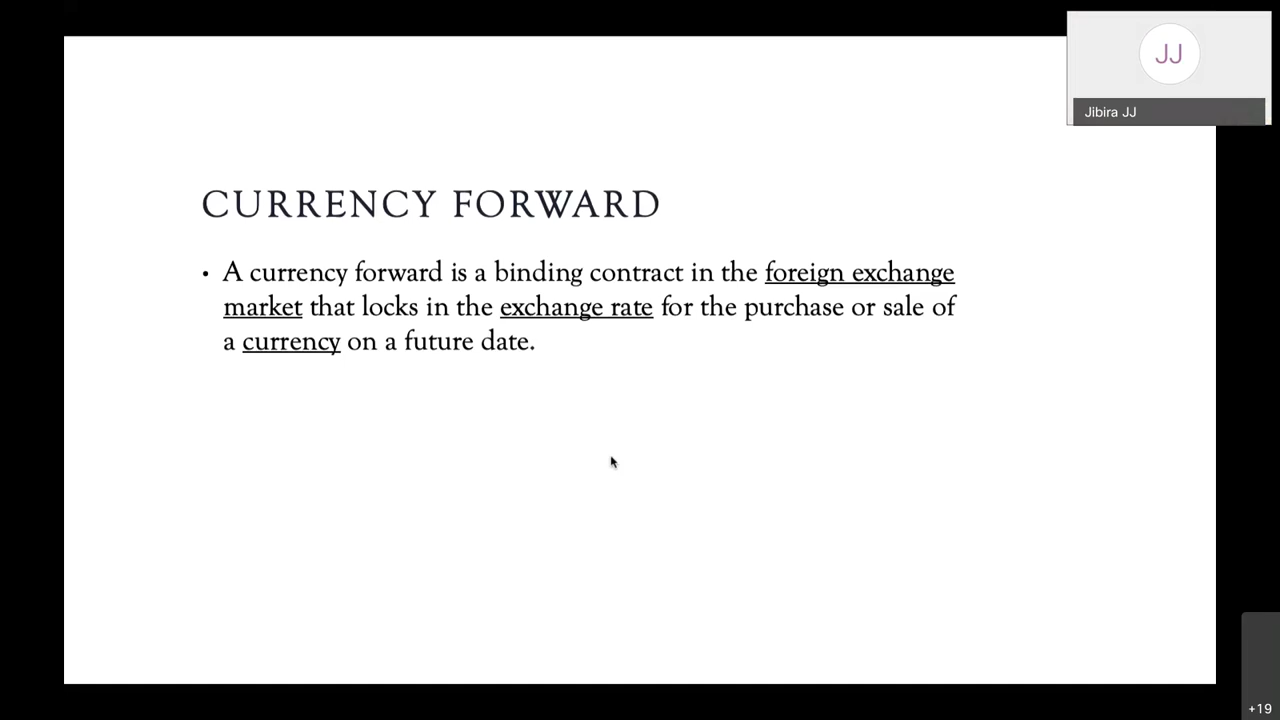 JJ
Jibira JJ
CURRENCY FORWARD
• A currency forward is a binding contract in the foreign exchange
market that locks in the exchange rate for the purchase or sale of
a currency on a future date.
+19